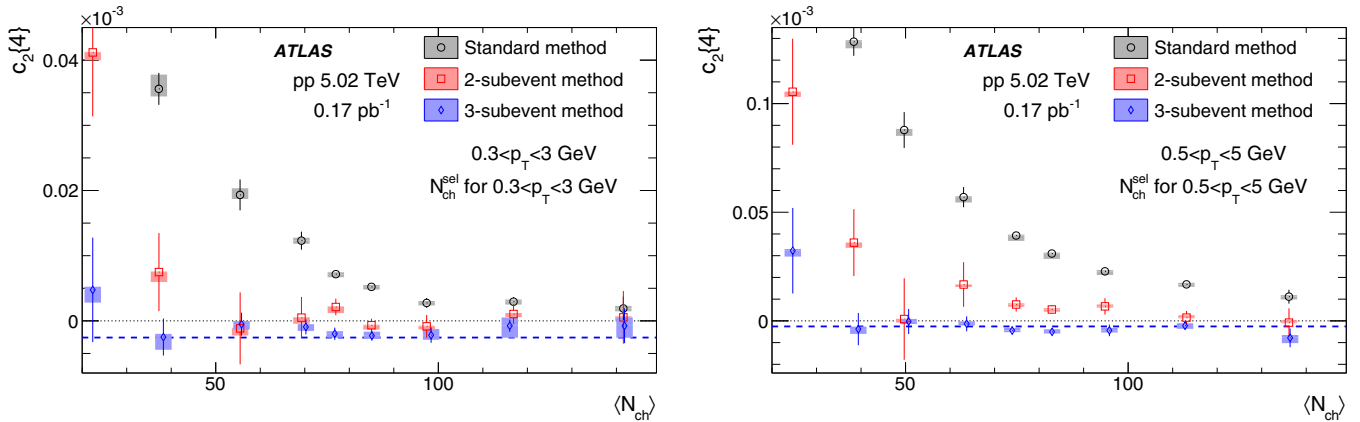 ×10⁻³
c₂{4}
0.04
0.02
0
ATLAS
pp 5.02 TeV
0.17 pb⁻¹
Standard method
2-subevent method
3-subevent method
0.3<p_T<3 GeV
N_ch^sel for 0.3<p_T<3 GeV
50
100
⟨N_ch⟩
×10⁻³
c₂{4}
0.1
0.05
0
ATLAS
pp 5.02 TeV
0.17 pb⁻¹
Standard method
2-subevent method
3-subevent method
0.5<p_T<5 GeV
N_ch^sel for 0.5<p_T<5 GeV
50
100
⟨N_ch⟩